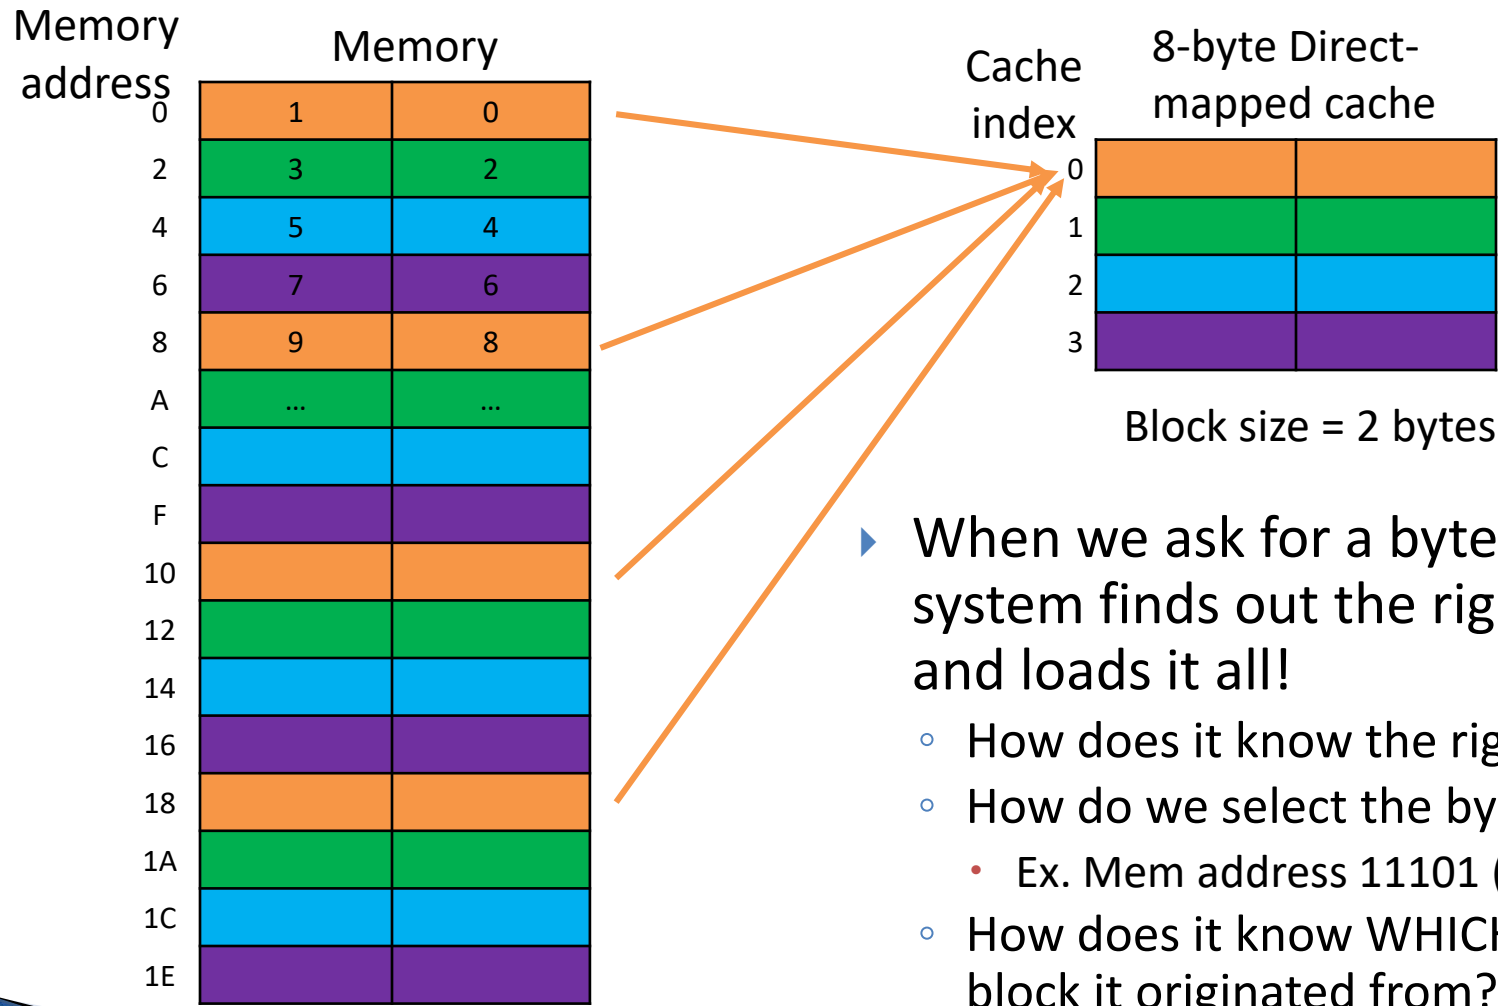 Memory
address
Memory
0 1 0
2 3 2
4 5 4
6 7 6
8 9 8
A ... ...
C
F
10
12
14
16
18
1A
1C
1E
Cache
index
8-byte Direct-
mapped cache
0
1
2
3
Block size = 2 bytes
When we ask for a byte
system finds out the rig
and loads it all!
How does it know the rig
How do we select the by
Ex. Mem address 11101 (
How does it know WHICH
block it originated from?